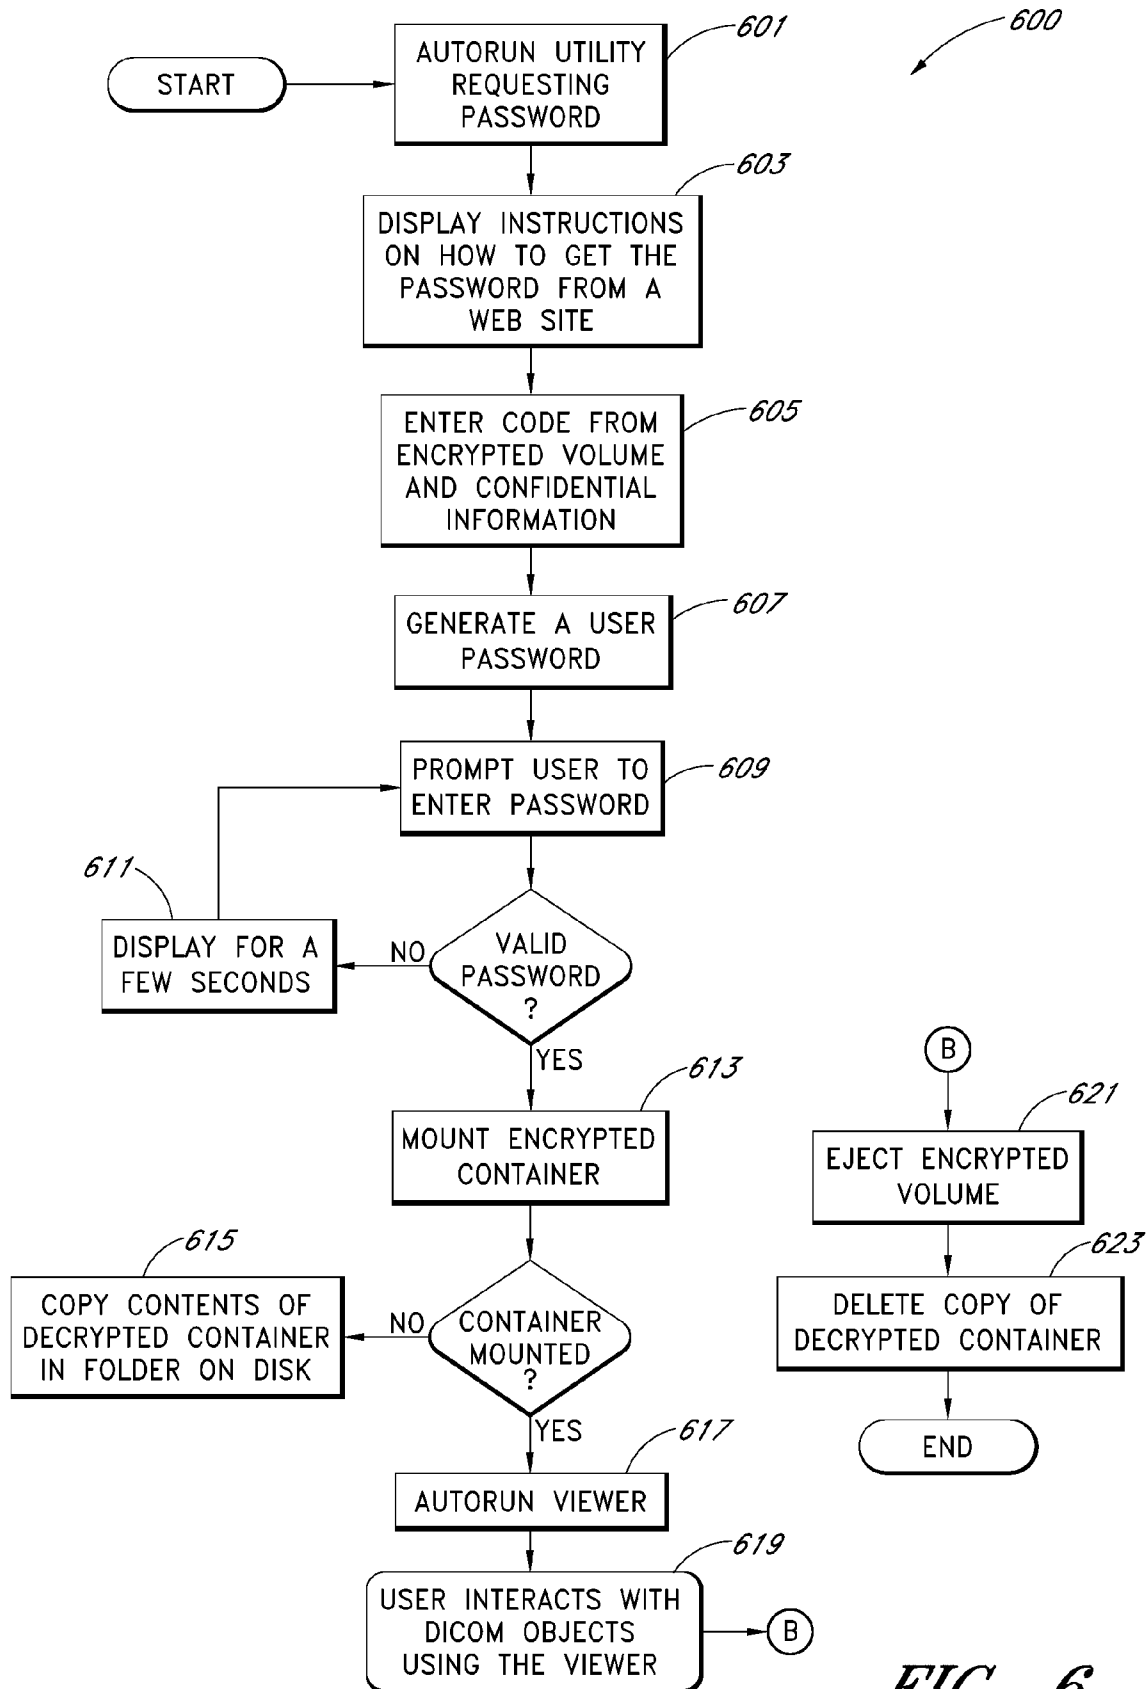 600
START
601
AUTORUN UTILITY
REQUESTING
PASSWORD
603
DISPLAY INSTRUCTIONS
ON HOW TO GET THE
PASSWORD FROM A
WEB SITE
605
ENTER CODE FROM
ENCRYPTED VOLUME
AND CONFIDENTIAL
INFORMATION
607
GENERATE A USER
PASSWORD
609
PROMPT USER TO
ENTER PASSWORD
611
DISPLAY FOR A
FEW SECONDS
NO
VALID
PASSWORD
?
YES
613
MOUNT ENCRYPTED
CONTAINER
615
COPY CONTENTS OF
DECRYPTED CONTAINER
IN FOLDER ON DISK
NO
CONTAINER
MOUNTED
?
YES
617
AUTORUN VIEWER
619
USER INTERACTS WITH
DICOM OBJECTS
USING THE VIEWER
B
B
621
EJECT ENCRYPTED
VOLUME
623
DELETE COPY OF
DECRYPTED CONTAINER
END
FIG. 6